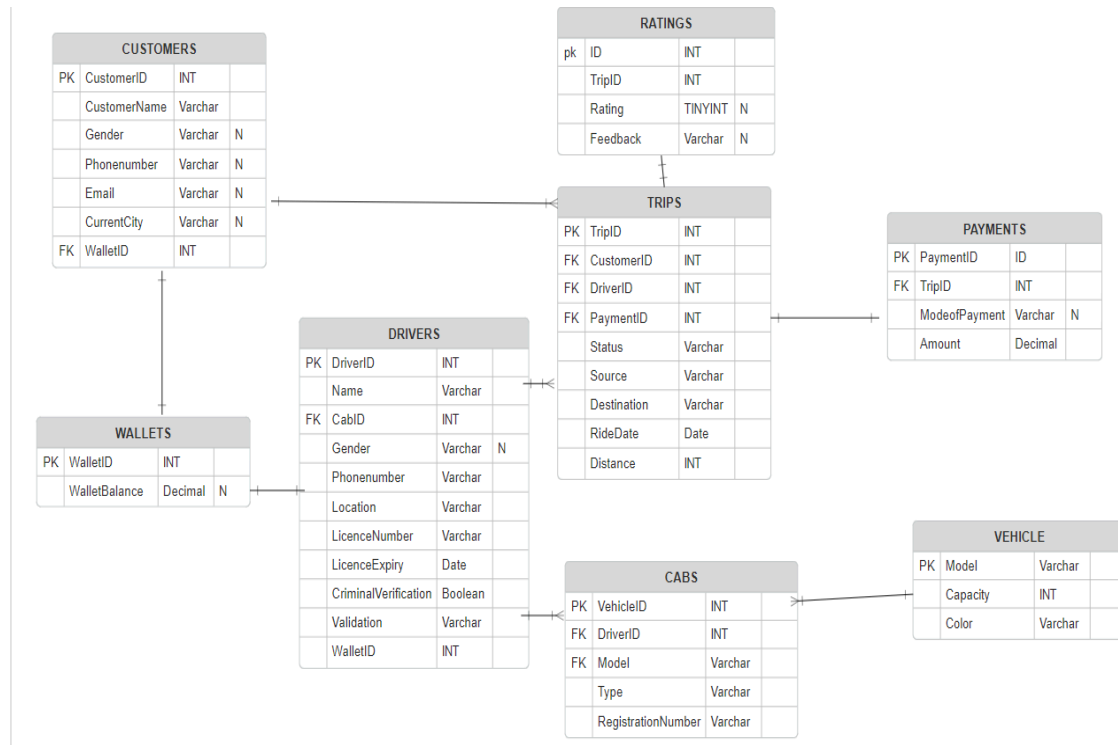 CUSTOMERS
PK CustomerID INT
CustomerName Varchar
Gender Varchar N
Phonenumber Varchar N
Email Varchar N
CurrentCity Varchar N
FK WalletID INT
RATINGS
pk ID INT
TripID INT
Rating TINYINT N
Feedback Varchar N
TRIPS
PK TripID INT
FK CustomerID INT
FK DriverID INT
FK PaymentID INT
Status Varchar
Source Varchar
Destination Varchar
RideDate Date
Distance INT
PAYMENTS
PK PaymentID ID
FK TripID INT
ModeofPayment Varchar N
Amount Decimal
DRIVERS
PK DriverID INT
Name Varchar
FK CabID INT
Gender Varchar N
Phonenumber Varchar
Location Varchar
LicenceNumber Varchar
LicenceExpiry Date
CriminalVerification Boolean
Validation Varchar
WalletID INT
WALLETS
PK WalletID INT
WalletBalance Decimal N
CABS
PK VehicleID INT
FK DriverID INT
FK Model Varchar
Type Varchar
RegistrationNumber Varchar
VEHICLE
PK Model Varchar
Capacity INT
Color Varchar